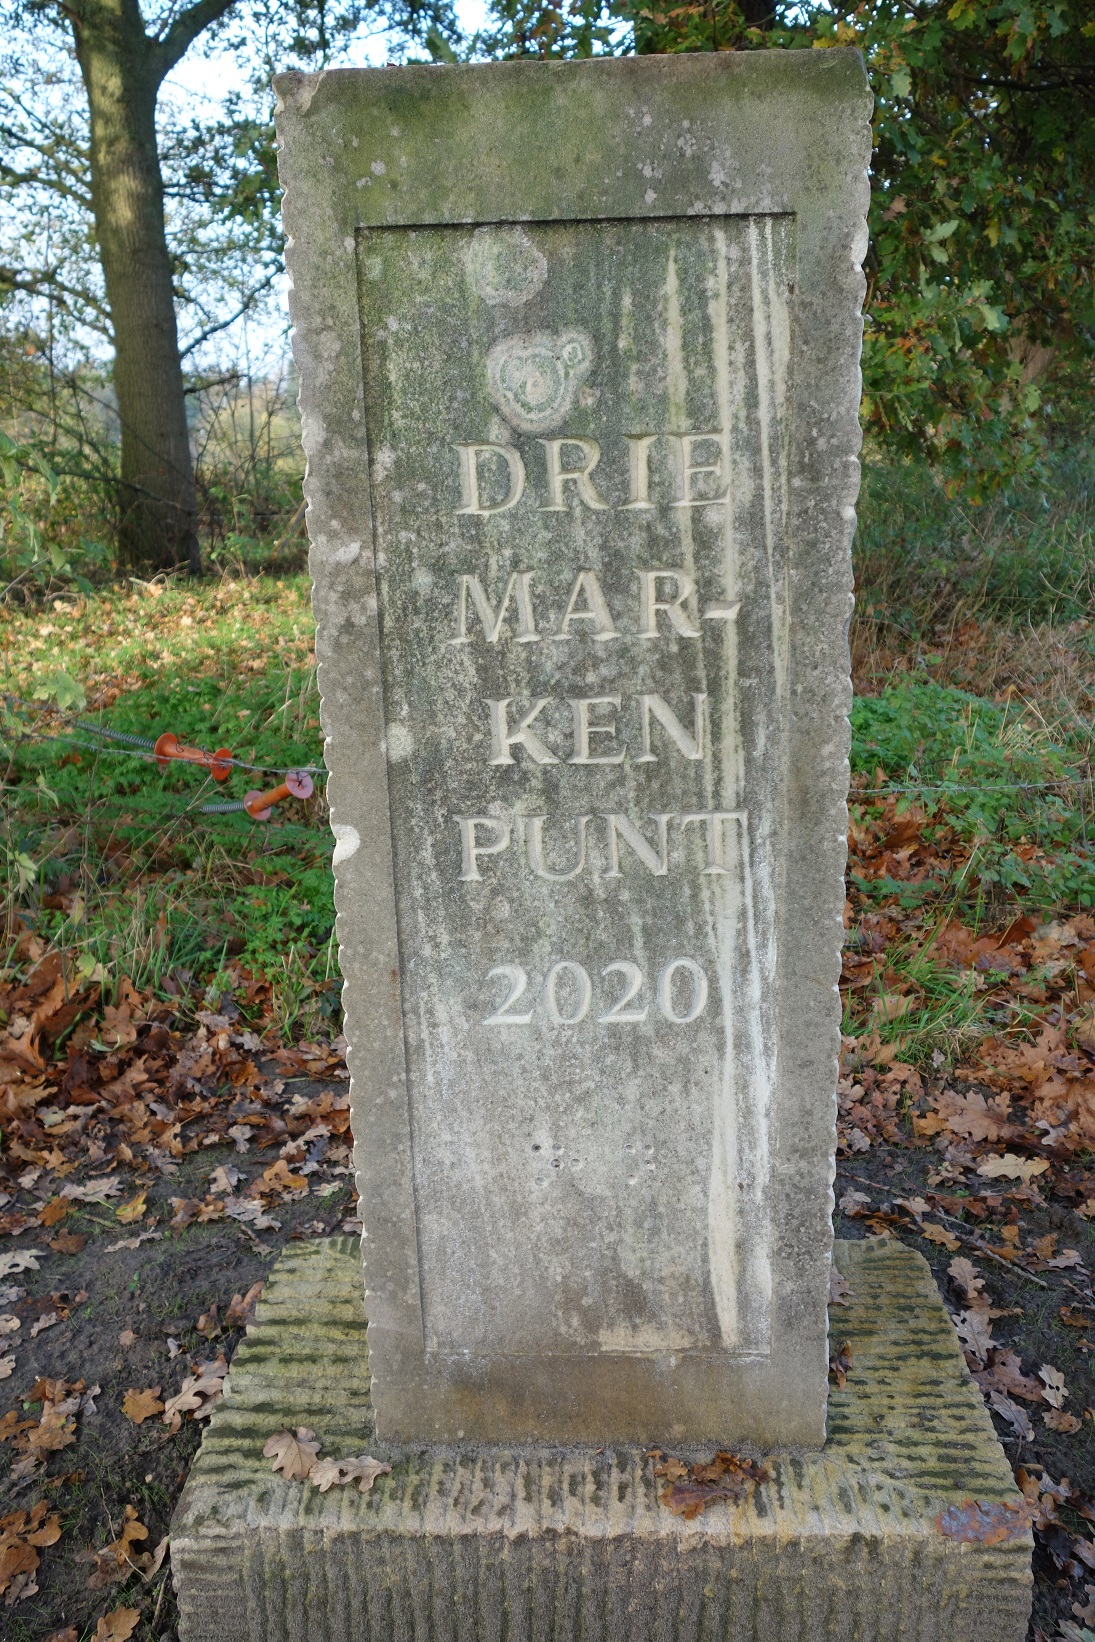 DRIE
MAR-
KEN
PUNT
2020